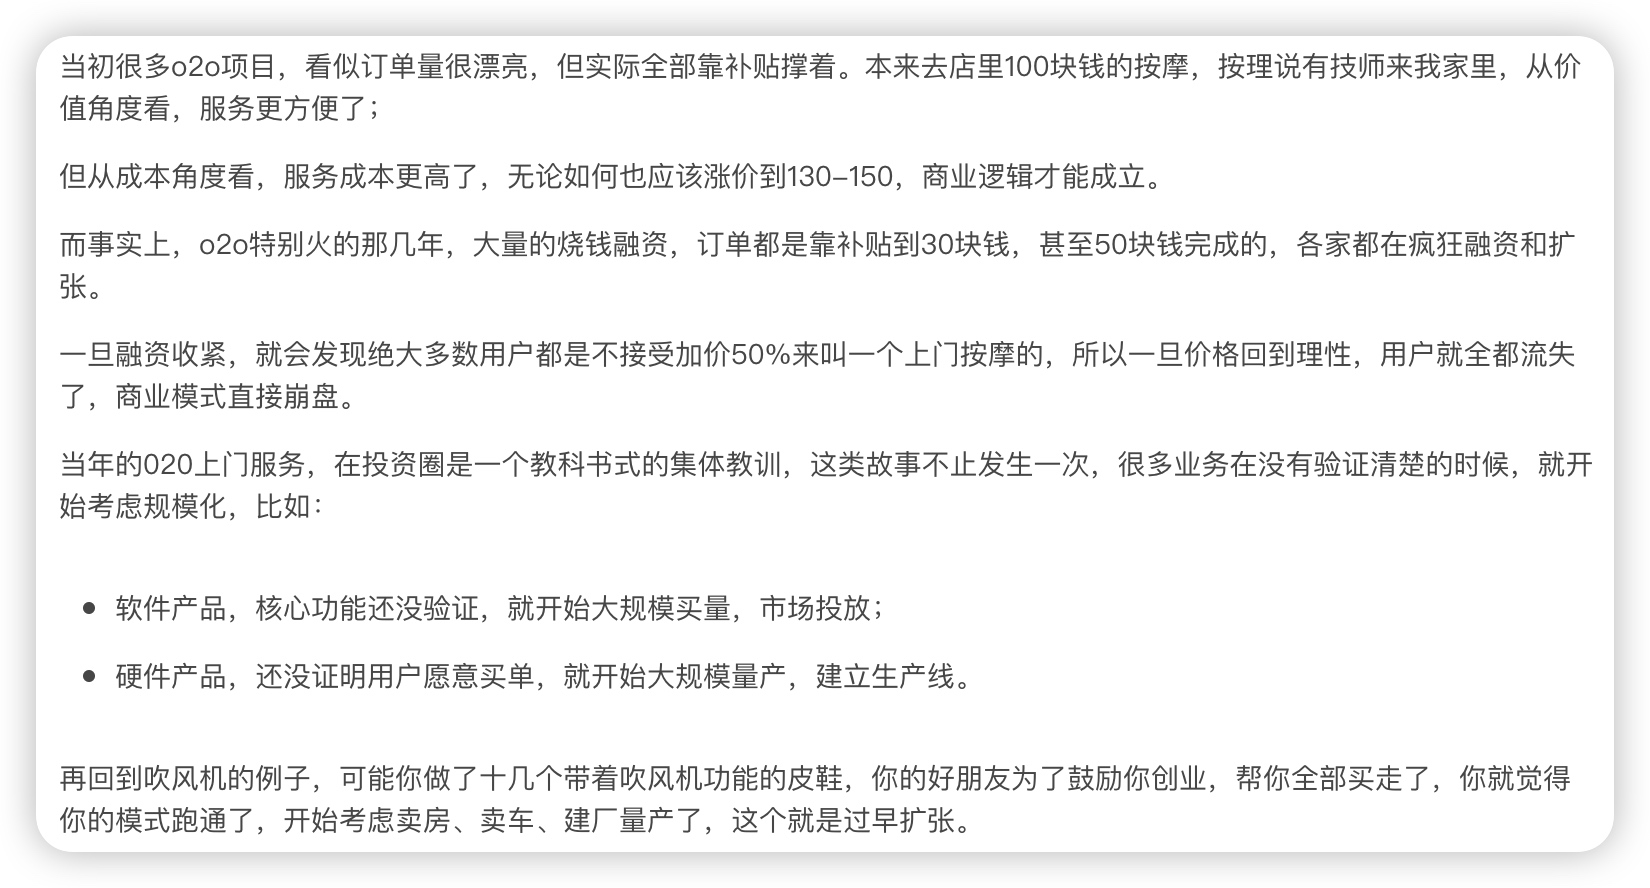 当初很多o2o项目，看似订单量很漂亮，但实际全部靠补贴撑着。本来去店里100块钱的按摩，按理说有技师来我家里，从价
值角度看，服务更方便了；
但从成本角度看，服务成本更高了，无论如何也应该涨价到130–150，商业逻辑才能成立。
而事实上，o2o特别火的那几年，大量的烧钱融资，订单都是靠补贴到30块钱，甚至50块钱完成的，各家都在疯狂融资和扩
张。
一旦融资收紧，就会发现绝大多数用户都是不接受加价50%来叫一个上门按摩的，所以一旦价格回到理性，用户就全都流失
了，商业模式直接崩盘。
当年的020上门服务，在投资圈是一个教科书式的集体教训，这类故事不止发生一次，很多业务在没有验证清楚的时候，就开
始考虑规模化，比如：
• 软件产品，核心功能还没验证，就开始大规模买量，市场投放；
• 硬件产品，还没证明用户愿意买单，就开始大规模量产，建立生产线。
再回到吹风机的例子，可能你做了十几个带着吹风机功能的皮鞋，你的好朋友为了鼓励你创业，帮你全部买走了，你就觉得
你的模式跑通了，开始考虑卖房、卖车、建厂量产了，这个就是过早扩张。